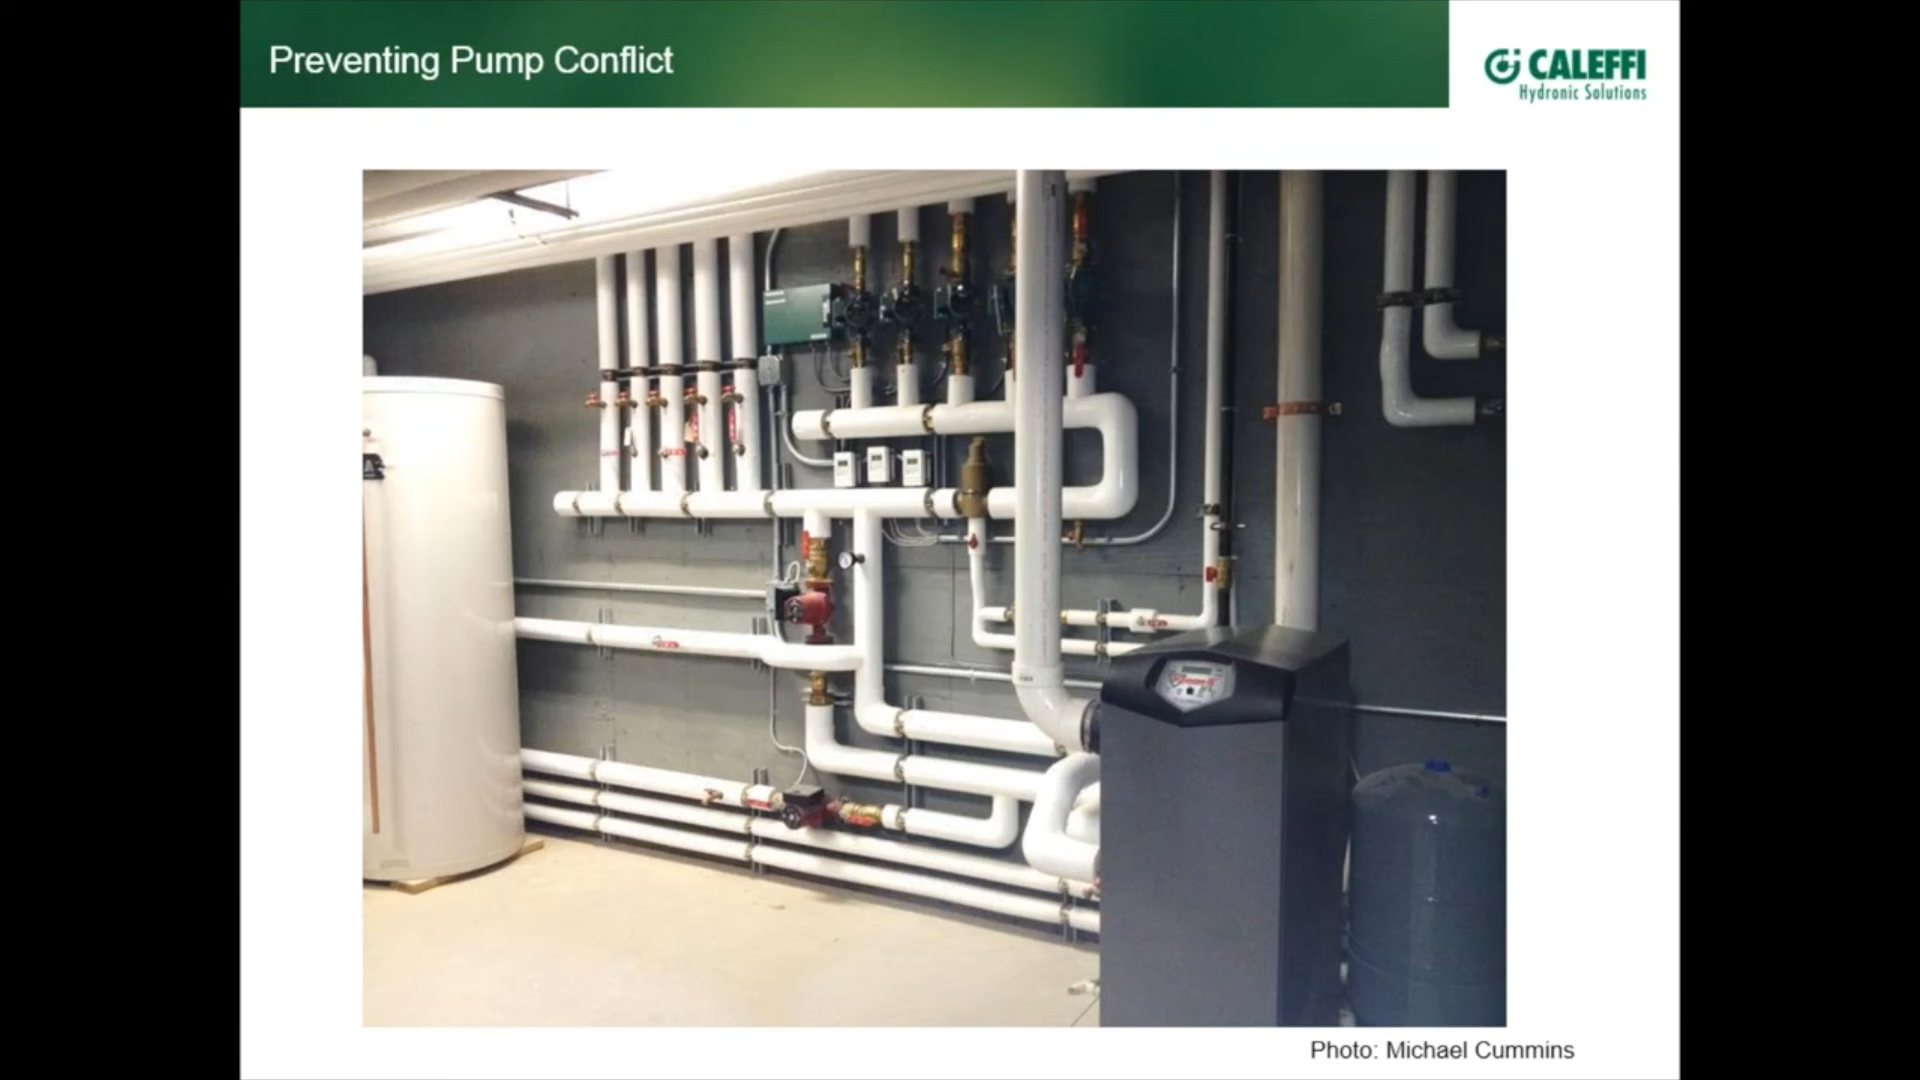 Preventing Pump Conflict
CALEFFI
Hydronic Solutions
Photo: Michael Cummins